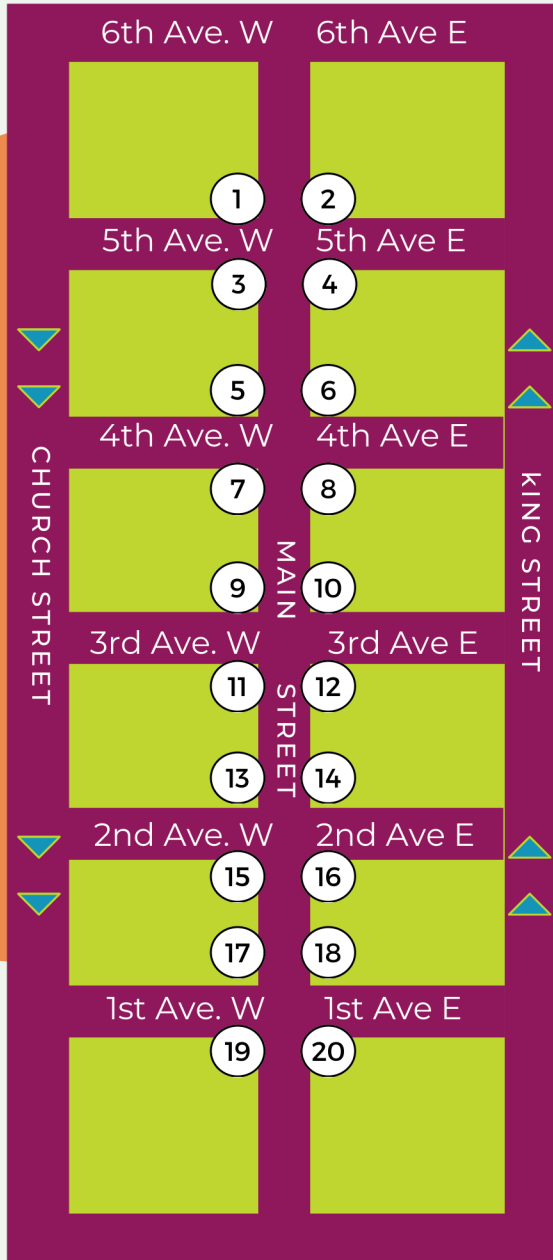 6th Ave. W 6th Ave E
1 2
5th Ave. W 5th Ave E
3 4
5 6
4th Ave. W 4th Ave E
7 8
CHURCH STREET
KING STREET
MAIN STREET
9 10
3rd Ave. W 3rd Ave E
11 12
13 14
2nd Ave. W 2nd Ave E
15 16
17 18
1st Ave. W 1st Ave E
19 20